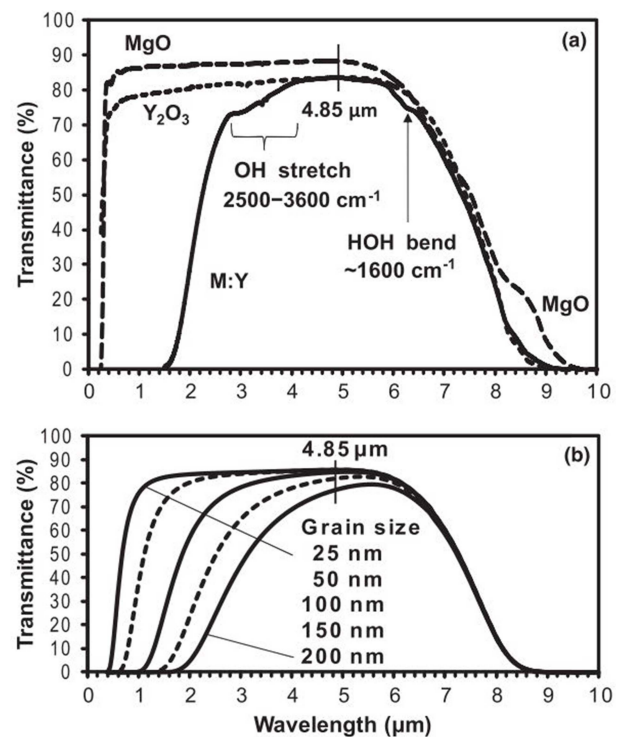 100
90
80
70
60
50
40
30
20
10
0
Transmittance (%)
MgO
(a)
Y₂O₃
4.85 µm
OH stretch
2500–3600 cm⁻¹
HOH bend
~1600 cm⁻¹
M:Y
MgO
0 1 2 3 4 5 6 7 8 9 10
100
90
80
70
60
50
40
30
20
10
0
Transmittance (%)
4.85 µm
(b)
Grain size
25 nm
50 nm
100 nm
150 nm
200 nm
0 1 2 3 4 5 6 7 8 9 10
Wavelength (µm)